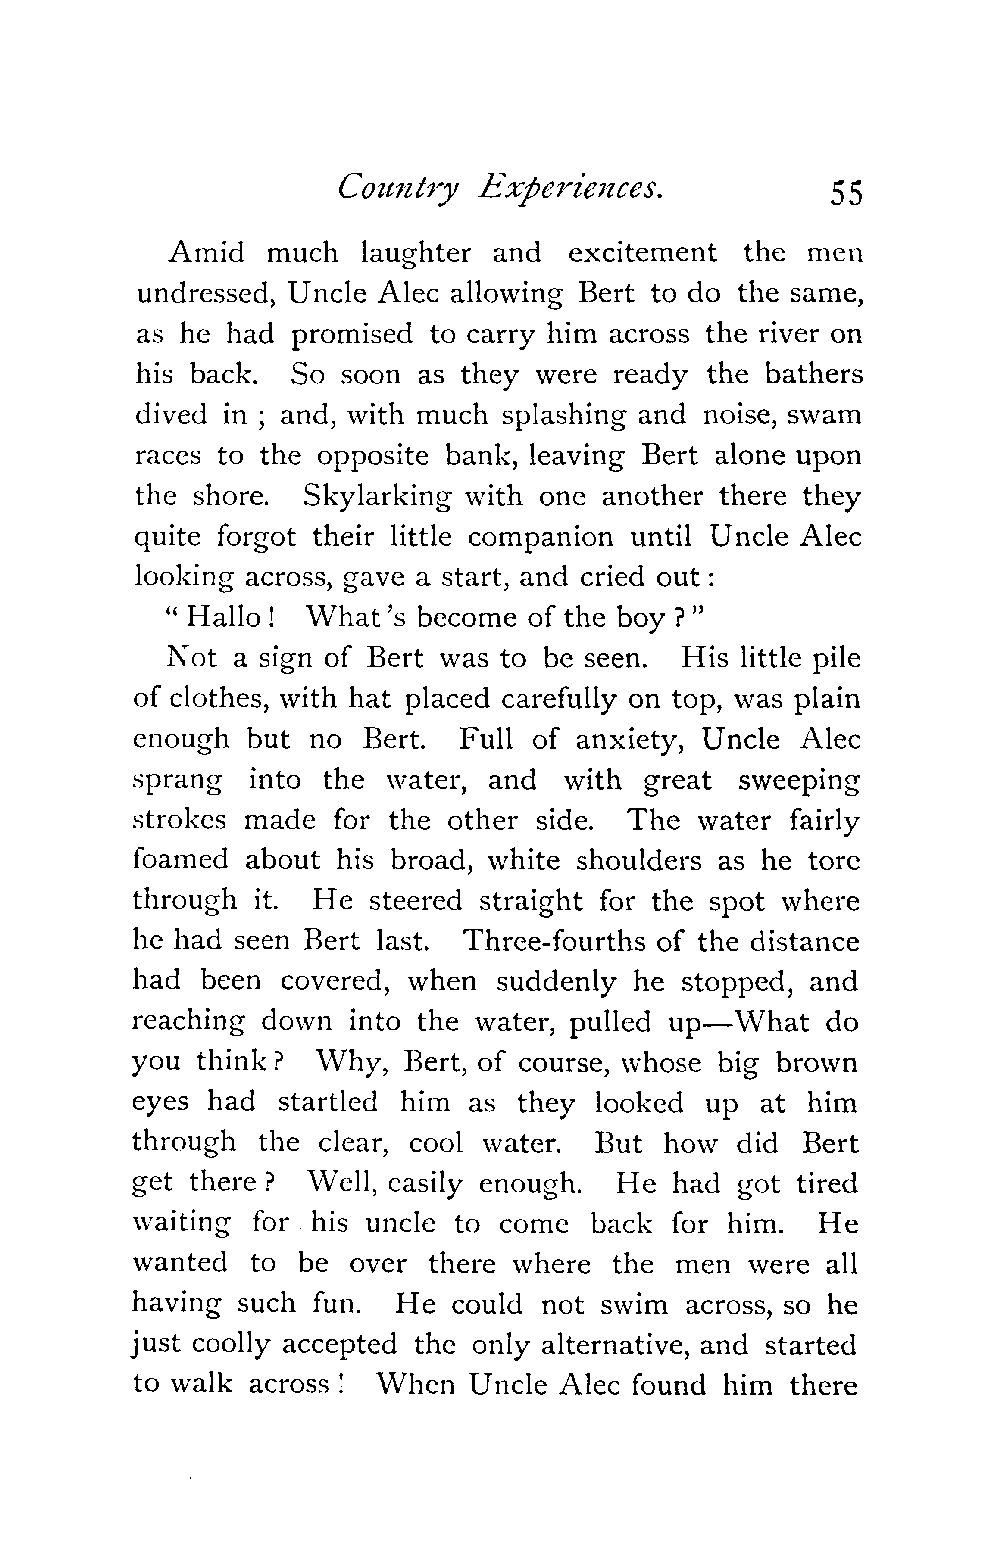 Country Experiences. 55
Amid much laughter and excitement the men
undressed, Uncle Alec allowing Bert to do the same,
as he had promised to carry him across the river on
his back. So soon as they were ready the bathers
dived in ; and, with much splashing and noise, swam
races to the opposite bank, leaving Bert alone upon
the shore. Skylarking with one another there they
quite forgot their little companion until Uncle Alec
looking across, gave a start, and cried out :
“ Hallo ! What ’s become of the boy ? ”
Not a sign of Bert was to be seen. His little pile
of clothes, with hat placed carefully on top, was plain
enough but no Bert. Full of anxiety, Uncle Alec
sprang into the water, and with great sweeping
strokes made for the other side. The water fairly
foamed about his broad, white shoulders as he tore
through it. He steered straight for the spot where
he had seen Bert last. Three-fourths of the distance
had been covered, when suddenly he stopped, and
reaching down into the water, pulled up—What do
you think ? Why, Bert, of course, whose big brown
eyes had startled him as they looked up at him
through the clear, cool water. But how did Bert
get there ? Well, easily enough. He had got tired
waiting for his uncle to come back for him. He
wanted to be over there where the men were all
having such fun. He could not swim across, so he
just coolly accepted the only alternative, and started
to walk across ! When Uncle Alec found him there